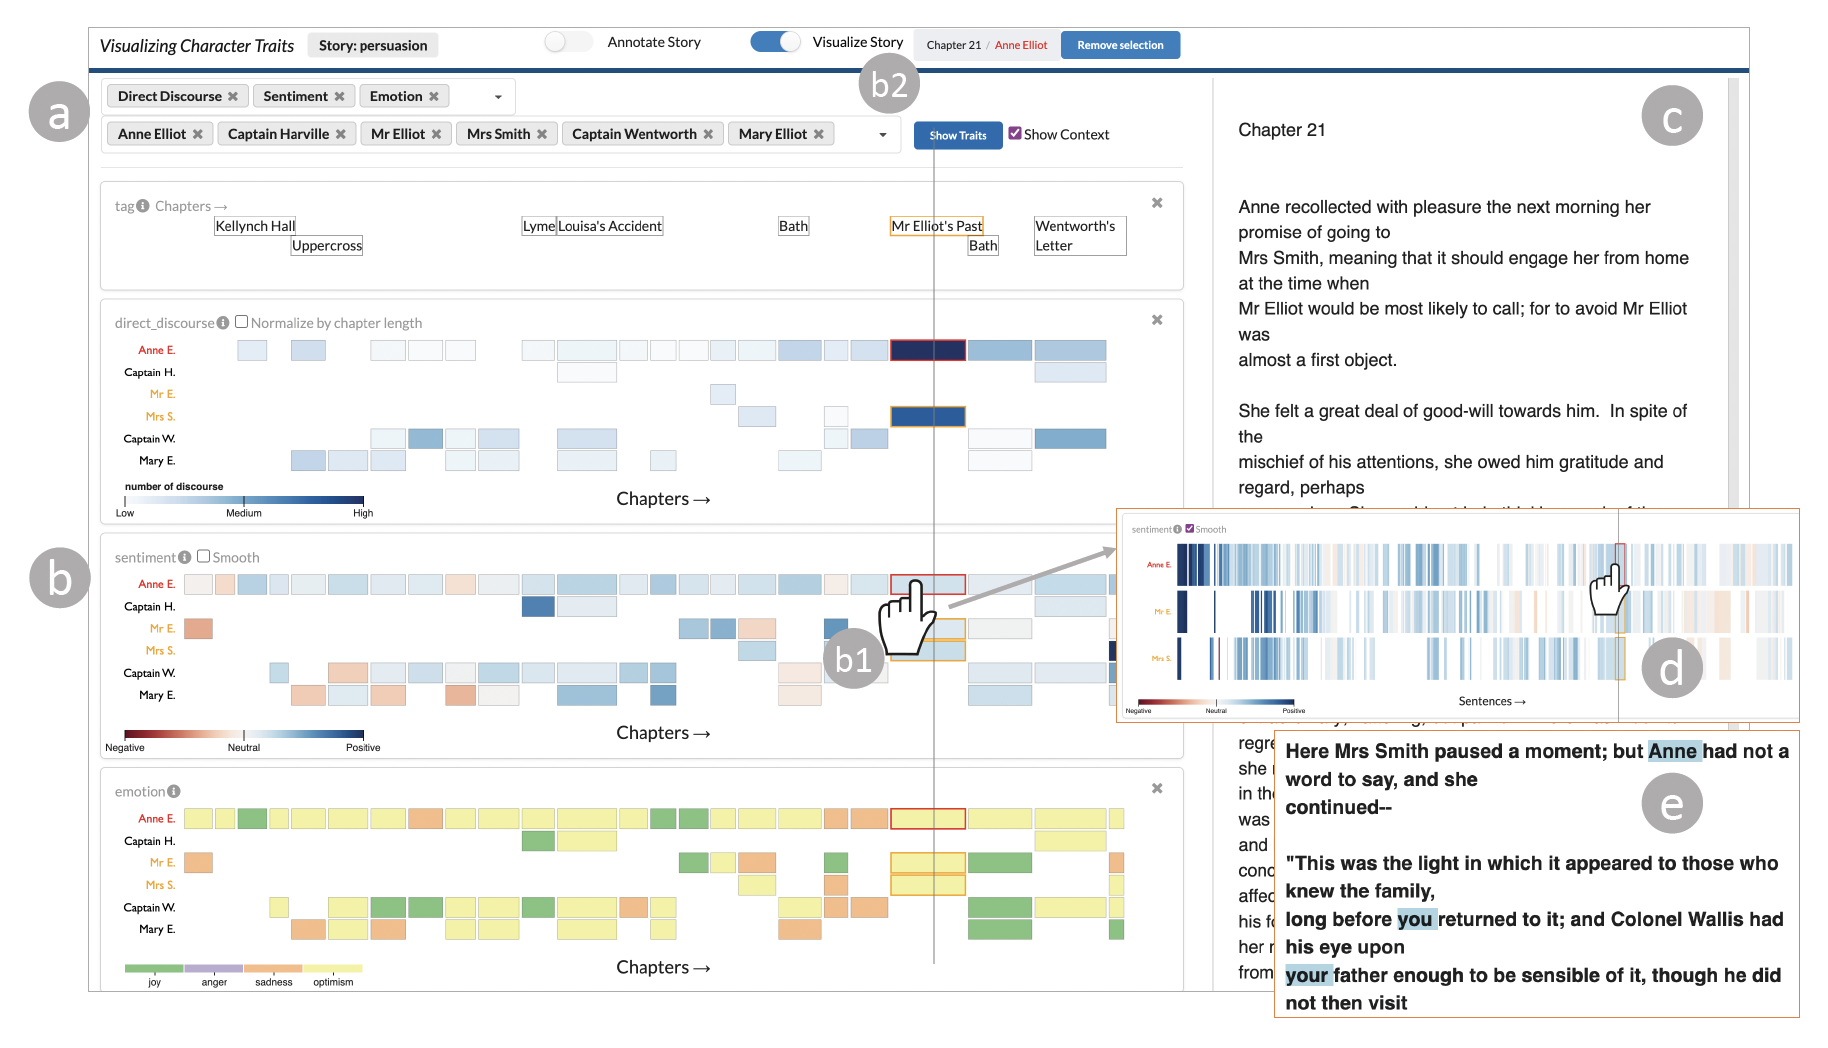 Visualizing Character Traits
Story: persuasion
Annotate Story
Visualize Story
Chapter 21 / Anne Elliot
Remove selection
a
b2
c
Direct Discourse ✖ Sentiment ✖ Emotion ✖
Anne Elliot ✖ Captain Harville ✖ Mr Elliot ✖ Mrs Smith ✖ Captain Wentworth ✖ Mary Elliot ✖
Show Traits
Show Context
tag Chapters →
Kellynch Hall
Uppercross
Lyme
Louisa's Accident
Bath
Mr Elliot's Past
Bath
Wentworth's
Letter
direct_discourse Normalize by chapter length
Anne E.
Captain H.
Mr E.
Mrs S.
Captain W.
Mary E.
number of discourse
Low Medium High
Chapters →
b
sentiment Smooth
Anne E.
Captain H.
Mr E.
Mrs S.
Captain W.
Mary E.
b1
Negative Neutral Positive
Chapters →
emotion
Anne E.
Captain H.
Mr E.
Mrs S.
Captain W.
Mary E.
joy anger sadness optimism
Chapters →
Chapter 21
Anne recollected with pleasure the next morning her
promise of going to
Mrs Smith, meaning that it should engage her from home
at the time when
Mr Elliot would be most likely to call; for to avoid Mr Elliot
was
almost a first object.
She felt a great deal of good-will towards him. In spite of
the
mischief of his attentions, she owed him gratitude and
regard, perhaps
sentiment Smooth
Anne E.
Mr E.
Mrs S.
d
Negative Neutral Positive
Sentences →
she
in the
was
and
his
her
from
Here Mrs Smith paused a moment; but Anne had not a
word to say, and she
continued--
e
"This was the light in which it appeared to those who
knew the family,
long before you returned to it; and Colonel Wallis had
his eye upon
your father enough to be sensible of it, though he did
not then visit